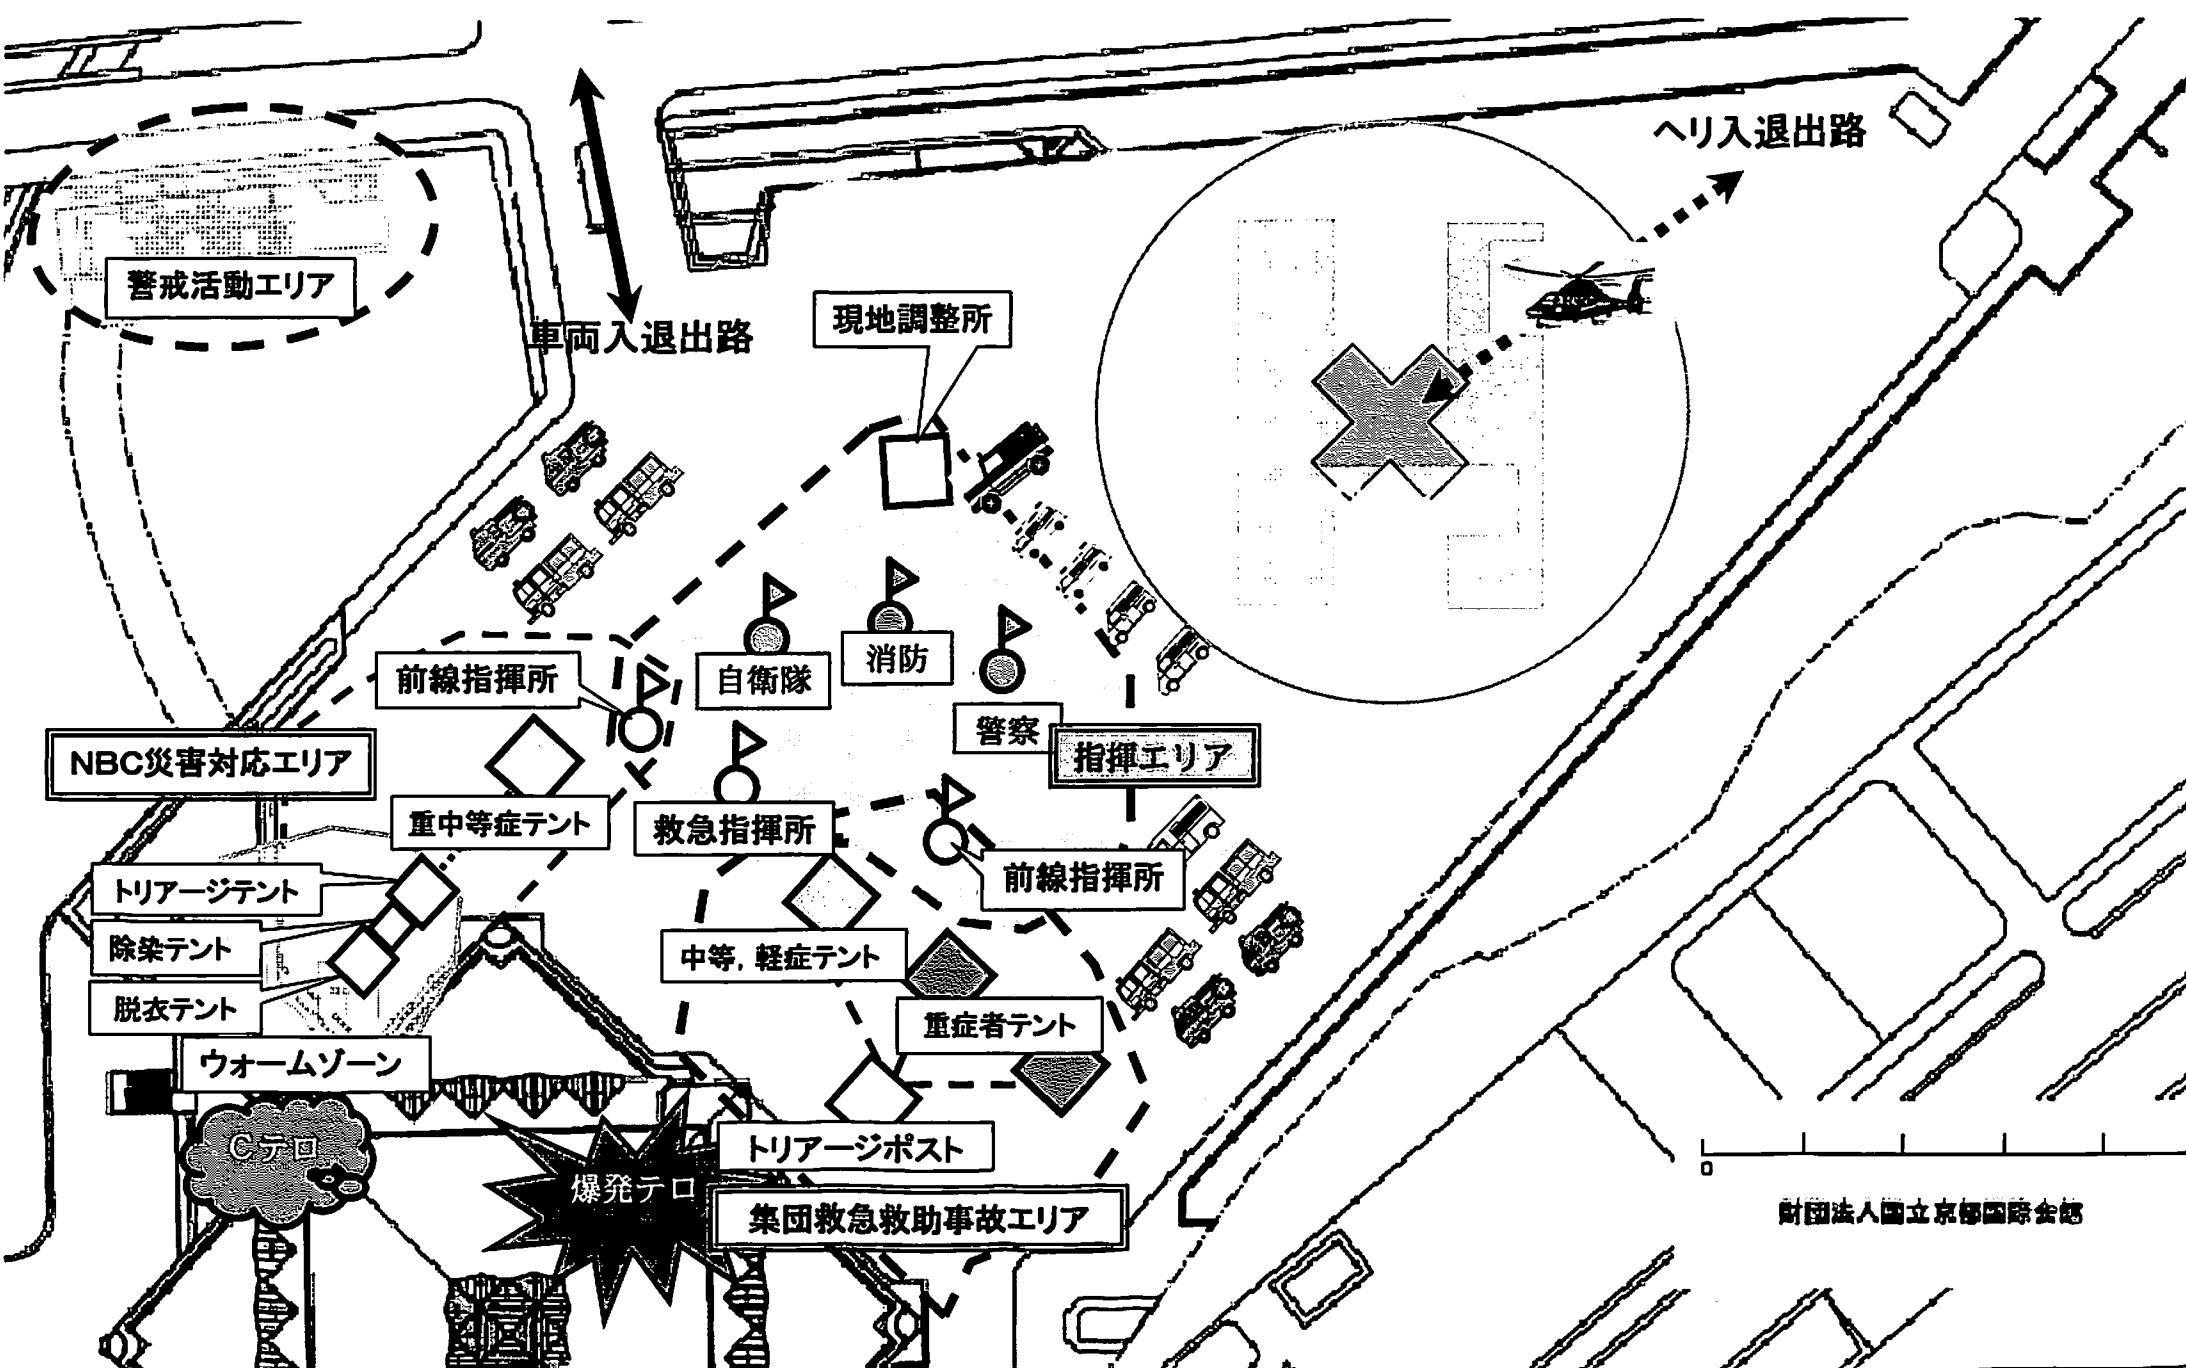 ヘリ入退出路
警戒活動エリア
車両入退出路
現地調整所
消防
自衛隊
前線指揮所
警察
指揮エリア
NBC災害対応エリア
重中等症テント
救急指揮所
前線指揮所
トリアージテント
除染テント
中等,軽症テント
脱衣テント
重症者テント
ウォームゾーン
Cテロ
トリアージポスト
爆発テロ
集団救急救助事故エリア
0
財団法人国立京都国際会館